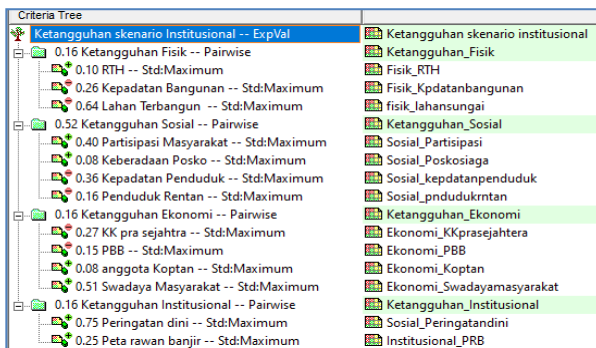 Criteria Tree
Ketangguhan skenario Institusional -- ExpVal Ketangguhan skenario institusional
0.16 Ketangguhan Fisik -- Pairwise Ketangguhan_Fisik
0.10 RTH -- Std:Maximum Fisik_RTH
0.26 Kepadatan Bangunan -- Std:Maximum Fisik_Kpdatanbangunan
0.64 Lahan Terbangun -- Std:Maximum fisik_lahansungai
0.52 Ketangguhan Sosial -- Pairwise Ketangguhan_Sosial
0.40 Partisipasi Masyarakat -- Std:Maximum Sosial_Partisipasi
0.08 Keberadaan Posko -- Std:Maximum Sosial_Poskosiaga
0.36 Kepadatan Penduduk -- Std:Maximum Sosial_kepdatanpenduduk
0.16 Penduduk Rentan -- Std:Maximum Sosial_pndudukrntan
0.16 Ketangguhan Ekonomi -- Pairwise Ketangguhan_Ekonomi
0.27 KK pra sejahtra -- Std:Maximum Ekonomi_KKprasejahtera
0.15 PBB -- Std:Maximum Ekonomi_PBB
0.08 anggota Koptan -- Std:Maximum Ekonomi_Koptan
0.51 Swadaya Masyarakat -- Std:Maximum Ekonomi_Swadayamasyarakat
0.16 Ketangguhan Institusional -- Pairwise Ketangguhan_Institusional
0.75 Peringatan dini -- Std:Maximum Sosial_Peringatandini
0.25 Peta rawan banjir -- Std:Maximum Institusional_PRB